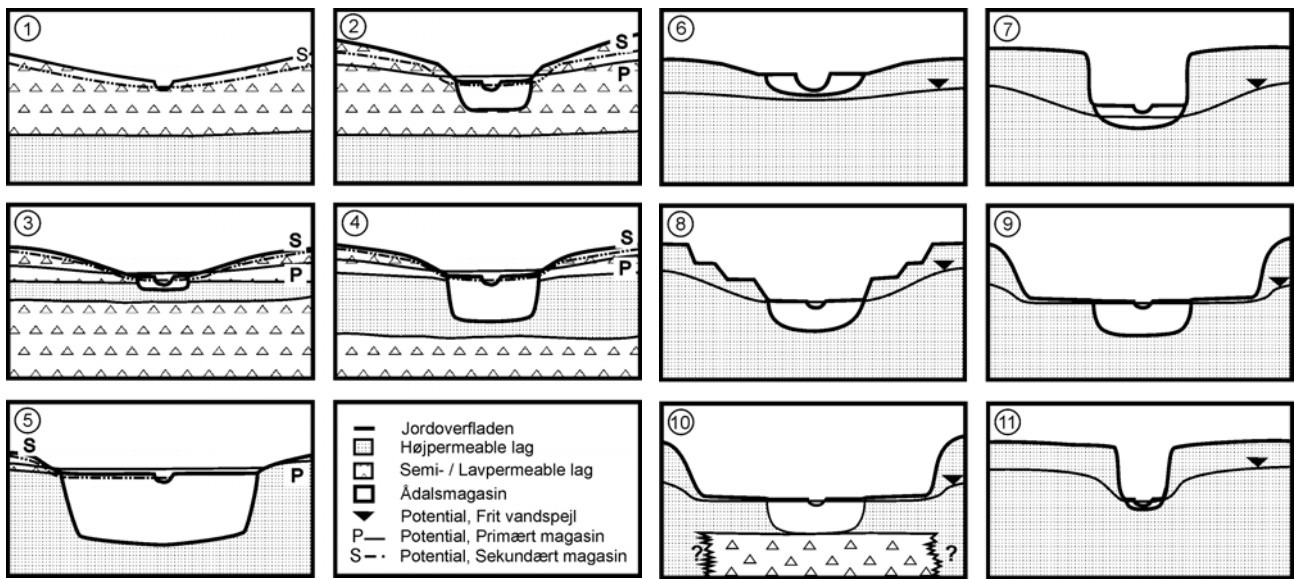 1
S
P
2
S
P
6
7
3
S
P
4
S
P
8
9
5
S
P
Jordoverfladen
Højpermeable lag
Semi- / Lavpermeable lag
Ådalsmagasin
Potential, Frit vandspejl
P Potential, Primært magasin
S Potential, Sekundært magasin
10
? ?
11